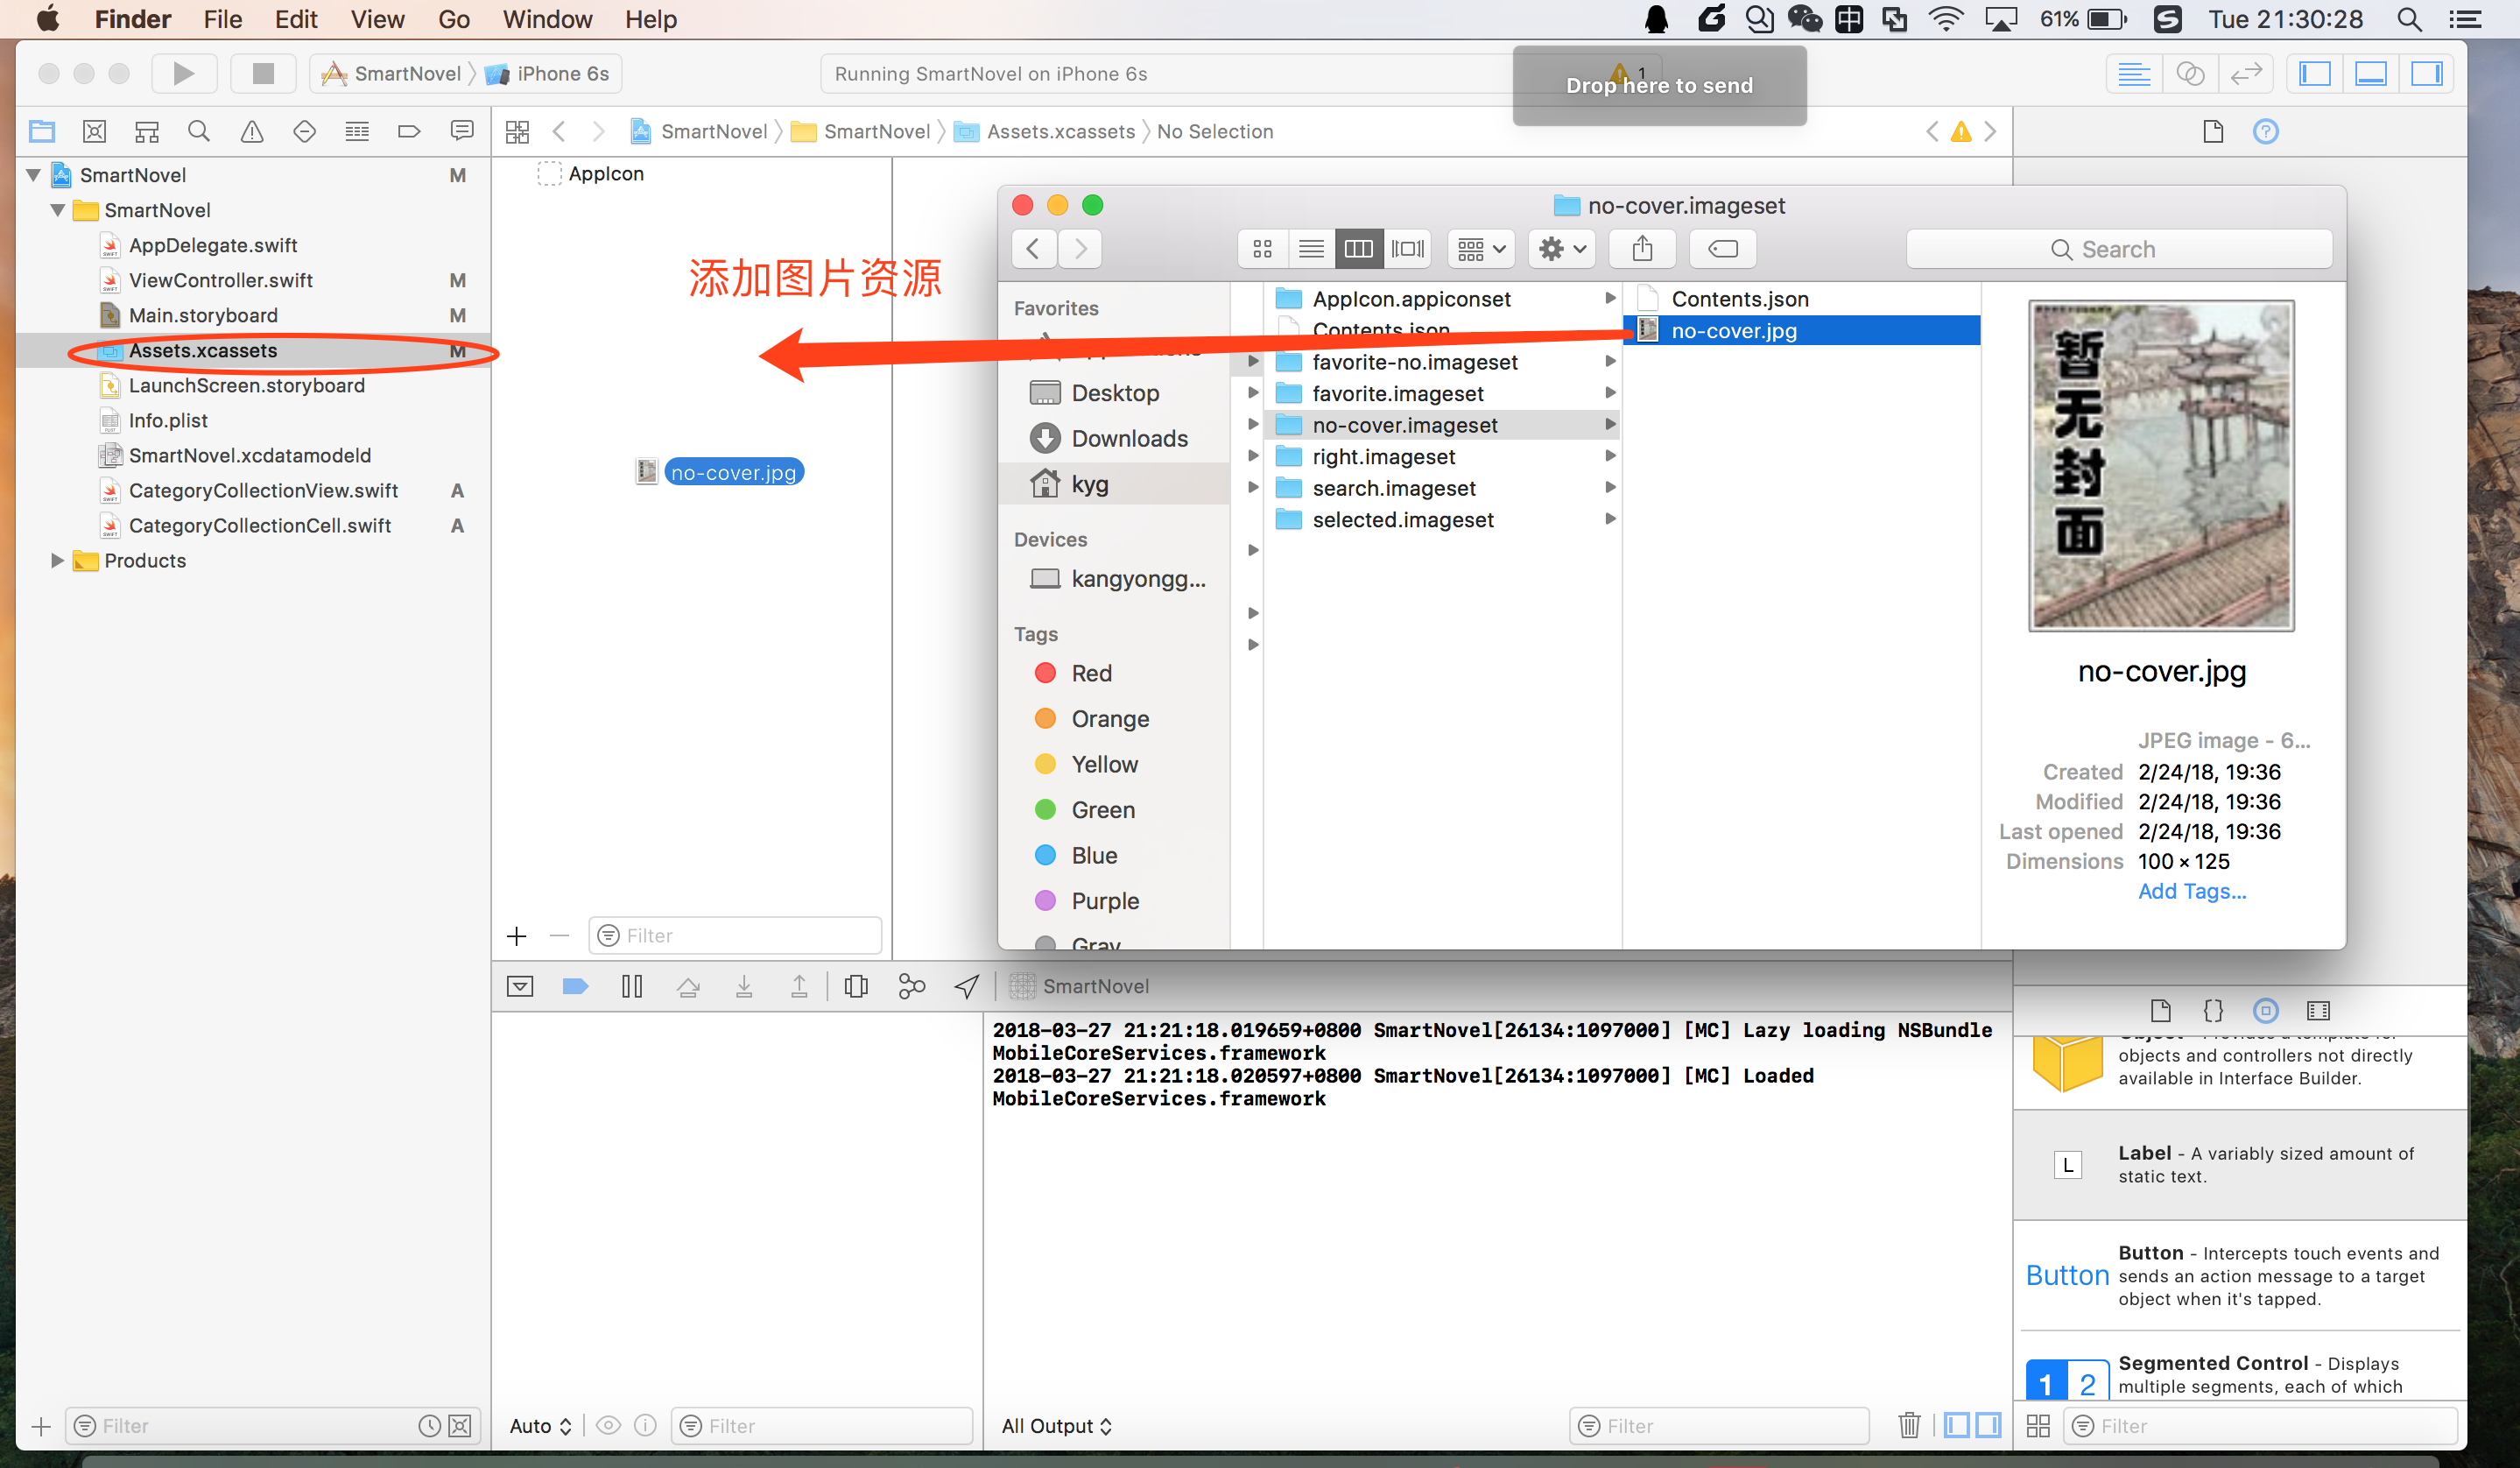 Finder File Edit View Go Window Help
61%
Tue 21:30:28
SmartNovel
iPhone 6s
Running SmartNovel on iPhone 6s
1
Drop here to send
SmartNovel
SmartNovel
Assets.xcassets
No Selection
SmartNovel M
SmartNovel
AppDelegate.swift
ViewController.swift M
Main.storyboard M
Assets.xcassets M
LaunchScreen.storyboard
Info.plist
SmartNovel.xcdatamodeld
CategoryCollectionView.swift A
CategoryCollectionCell.swift A
Products
Filter
AppIcon
添加图片资源
no-cover.jpg
Filter
no-cover.imageset
Search
Favorites
Desktop
Downloads
kyg
Devices
kangyongg...
Tags
Red
Orange
Yellow
Green
Blue
Purple
Gray
AppIcon.appiconset
Contents.json
favorite-no.imageset
favorite.imageset
no-cover.imageset
right.imageset
search.imageset
selected.imageset
Contents.json
no-cover.jpg
暂无封面
no-cover.jpg
JPEG image - 6...
Created 2/24/18, 19:36
Modified 2/24/18, 19:36
Last opened 2/24/18, 19:36
Dimensions 100 × 125
Add Tags...
SmartNovel
2018-03-27 21:21:18.019659+0800 SmartNovel[26134:1097000] [MC] Lazy loading NSBundle
MobileCoreServices.framework
2018-03-27 21:21:18.020597+0800 SmartNovel[26134:1097000] [MC] Loaded
MobileCoreServices.framework
Auto
Filter
All Output
Filter
Object - Provides a template for
objects and controllers not directly
available in Interface Builder.
L
Label - A variably sized amount of
static text.
Button
Button - Intercepts touch events and
sends an action message to a target
object when it's tapped.
1 2
Segmented Control - Displays
multiple segments, each of which
Filter